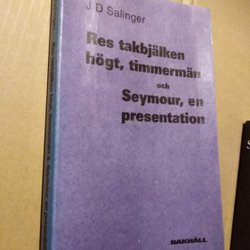 J D Salinger
Res takbjälken
högt, timmermän
och
Seymour, en
presentation
BAKHÅLL